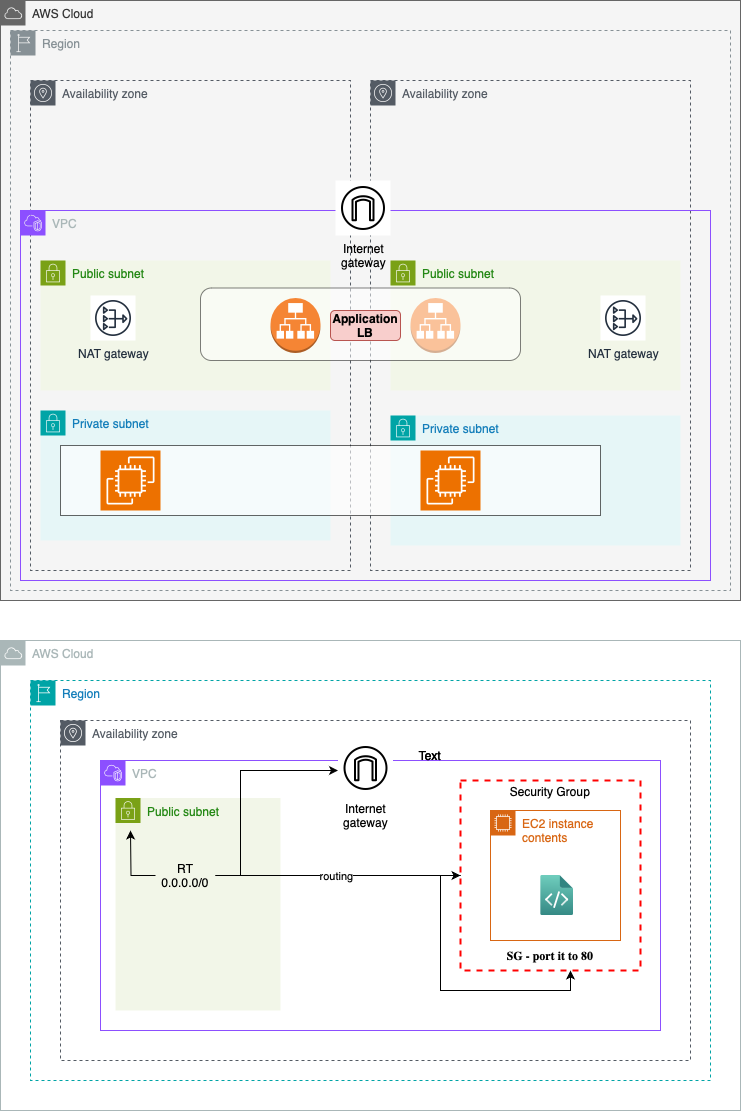 AWS Cloud
Region
Availability zone
Availability zone
VPC
Internet
gateway
Public subnet
Public subnet
Application
LB
NAT gateway
NAT gateway
Private subnet
Private subnet
AWS Cloud
Region
Availability zone
Text
VPC
Internet
gateway
Security Group
Public subnet
EC2 instance
contents
RT
0.0.0.0/0
routing
</>
SG - port it to 80